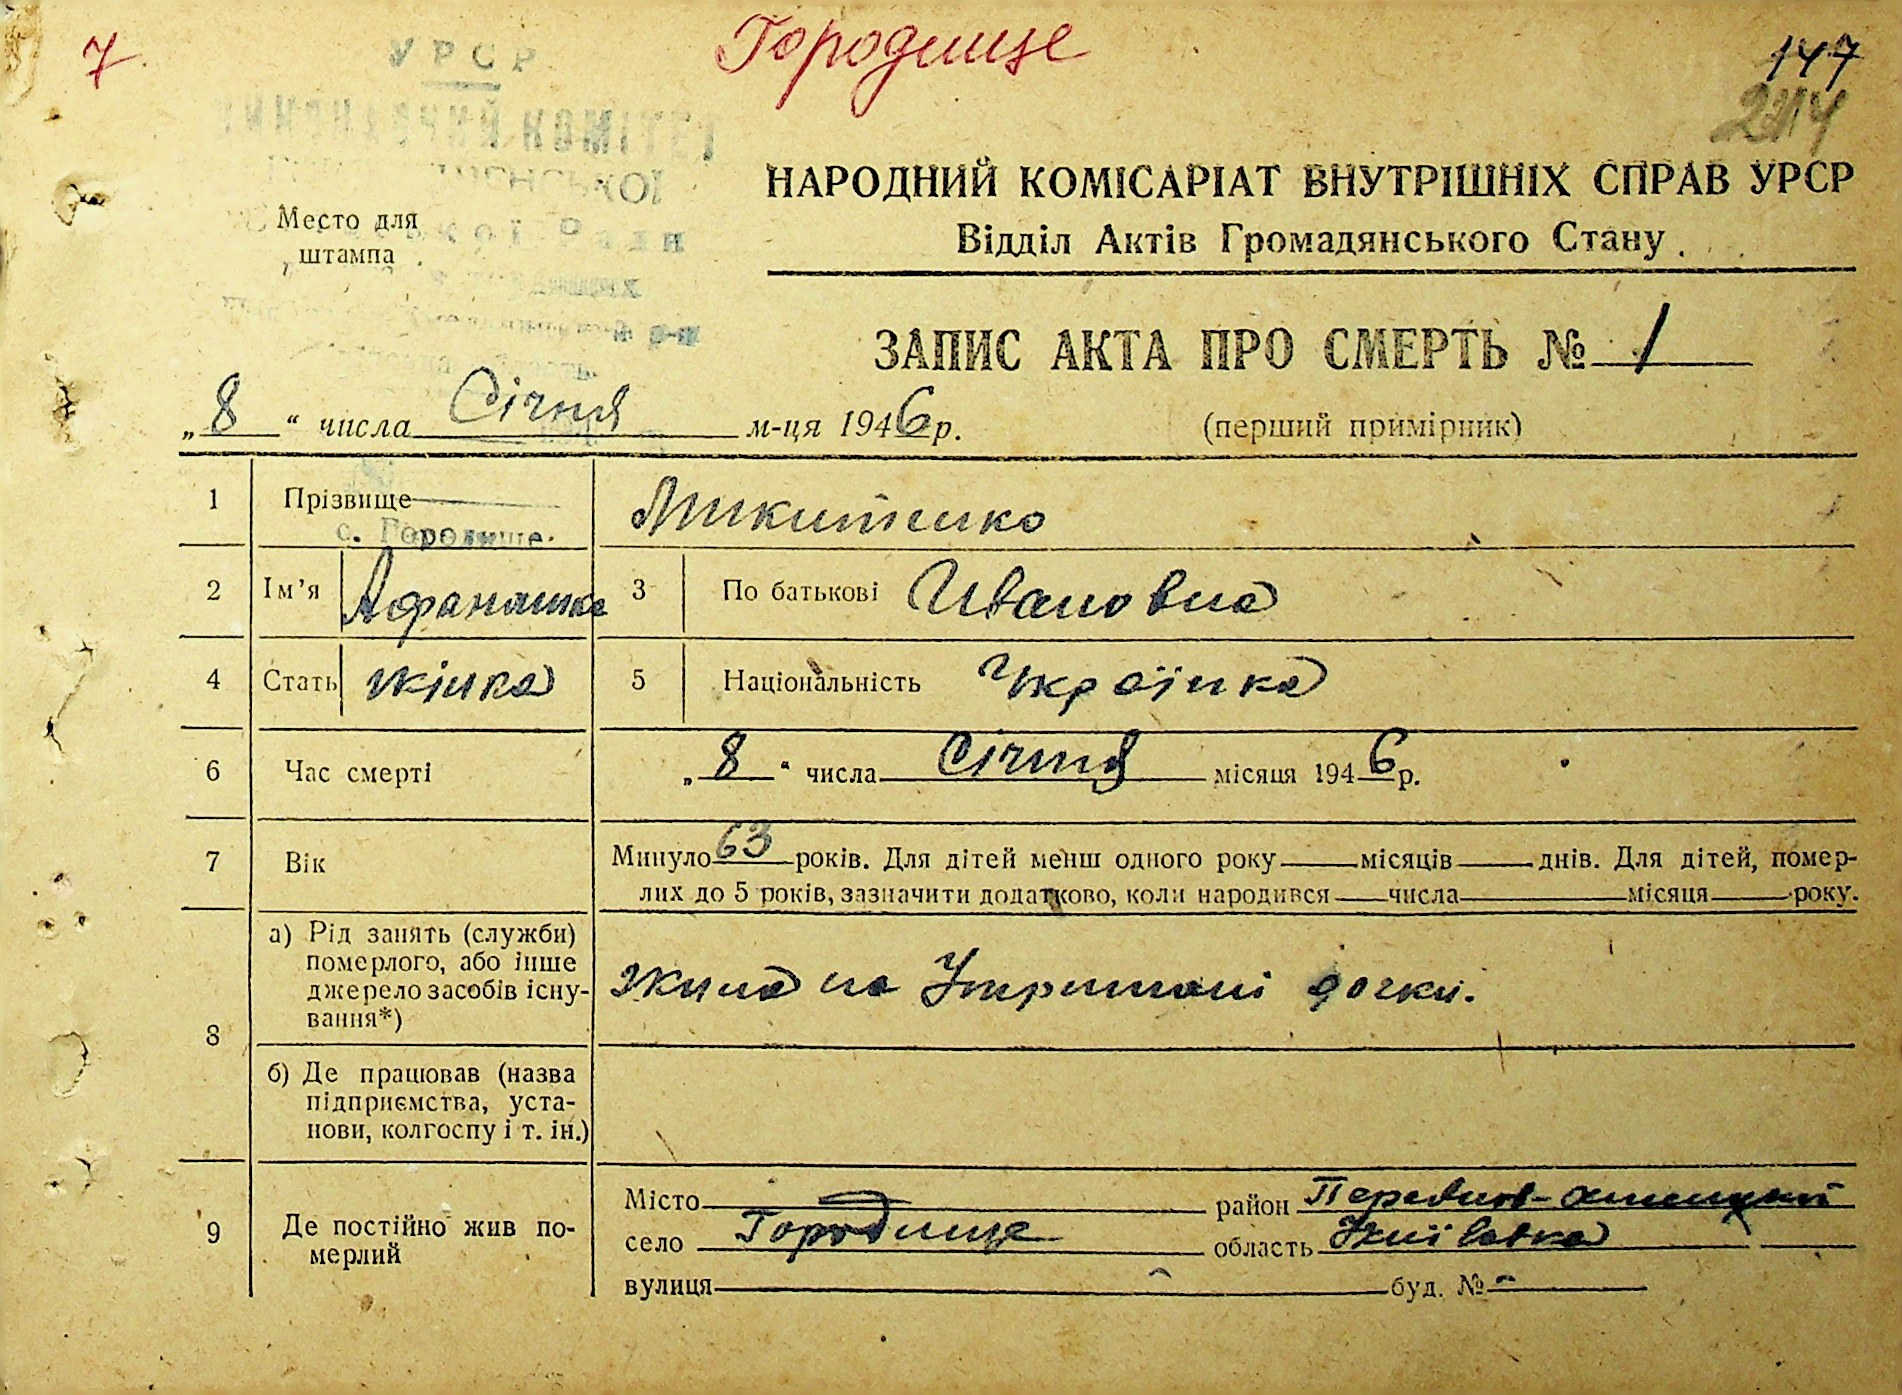 7
Городище
147
УРСР
Место для
штампа
НАРОДНИЙ КОМІСАРІАТ ВНУТРІШНІХ СПРАВ УРСР
Відділ Актів Громадянського Стану
ЗАПИС АКТА ПРО СМЕРТЬ № 1
„8“ числа Січня м-ця 1946 р.
(перший примірник)
1 Прізвище Микитенко
с. Городище.
2 Ім'я 3 По батькові Ивановна
4 Стать жінка 5 Національність Українка
6 Час смерті „8“ числа Січня місяця 1946 р.
7 Вік Минуло 63 років. Для дітей менш одного року місяців днів. Для дітей, помер-
лих до 5 років, зазначити додатково, коли народився числа місяця року.
8 а) Рід занять (служби)
померлого, або інше
джерело засобів існу-
вання*)
жила на Утримані дочки.
б) Де працював (назва
підприємства, уста-
нови, колгоспу і т. ін.)
9 Де постійно жив по-
мерлий
Місто район
село Городище область
вулиця буд. № -